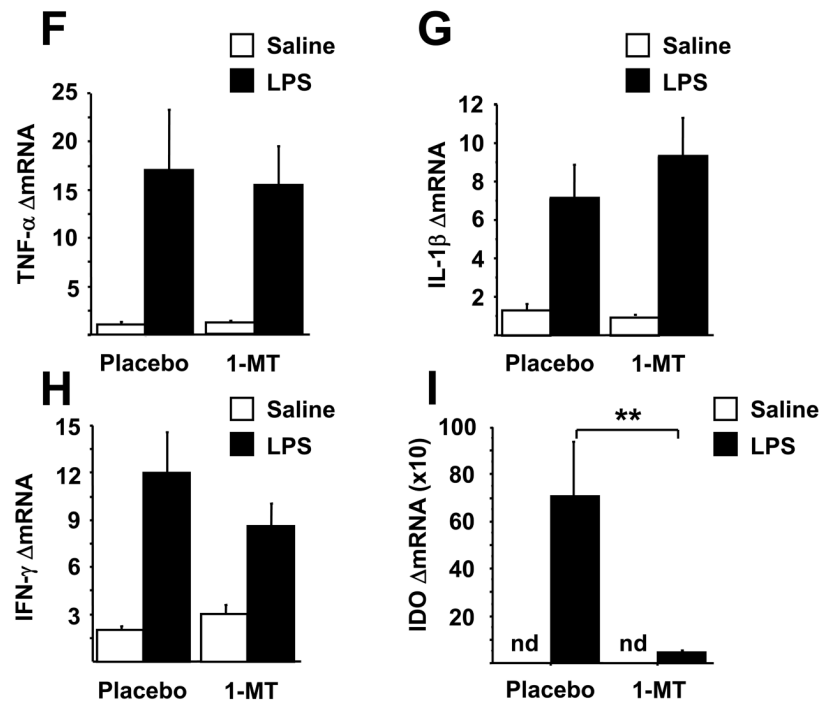 F
Saline
LPS
TNF-α ΔmRNA
25
20
15
10
5
Placebo 1-MT
G
Saline
LPS
IL-1β ΔmRNA
12
10
8
6
4
2
Placebo 1-MT
H
Saline
LPS
IFN-γ ΔmRNA
15
12
9
6
3
Placebo 1-MT
I
Saline
LPS
**
IDO ΔmRNA (x10)
100
80
60
40
20
nd nd
Placebo 1-MT